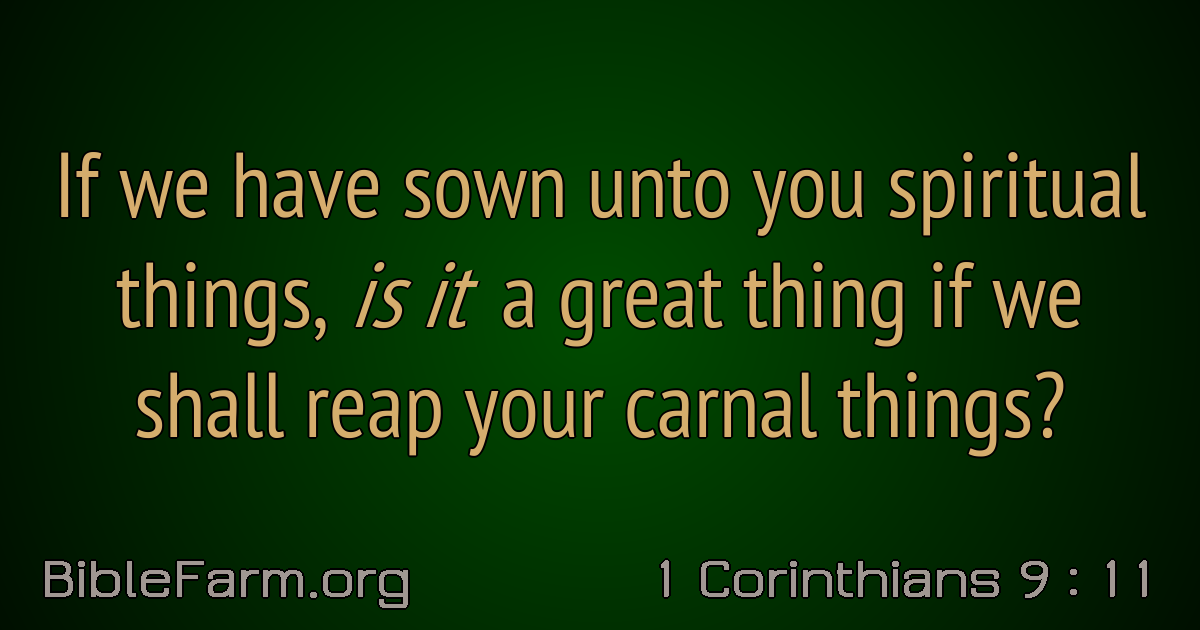 If we have sown unto you spiritual
things, is it a great thing if we
shall reap your carnal things?
BibleFarm.org
1 Corinthians 9 : 11